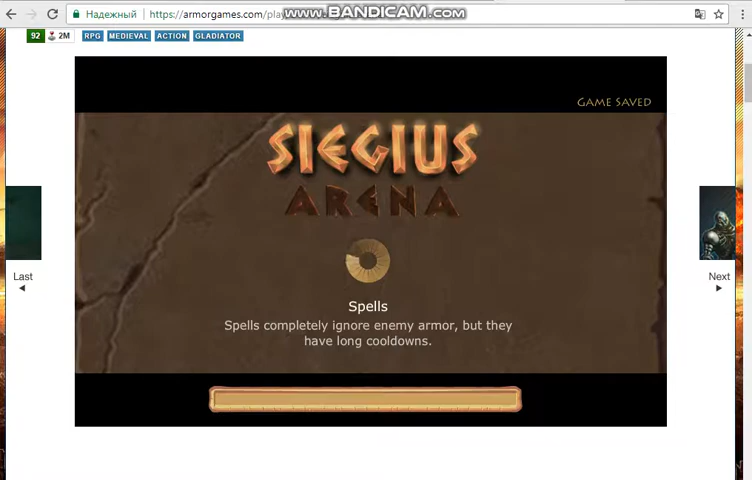 Надежный https://armorgames.com/play
www.BANDICAM.com
92 2M RPG MEDIEVAL ACTION GLADIATOR
GAME SAVED
SIEGIUS
ARENA
Last
Next
Spells
Spells completely ignore enemy armor, but they
have long cooldowns.